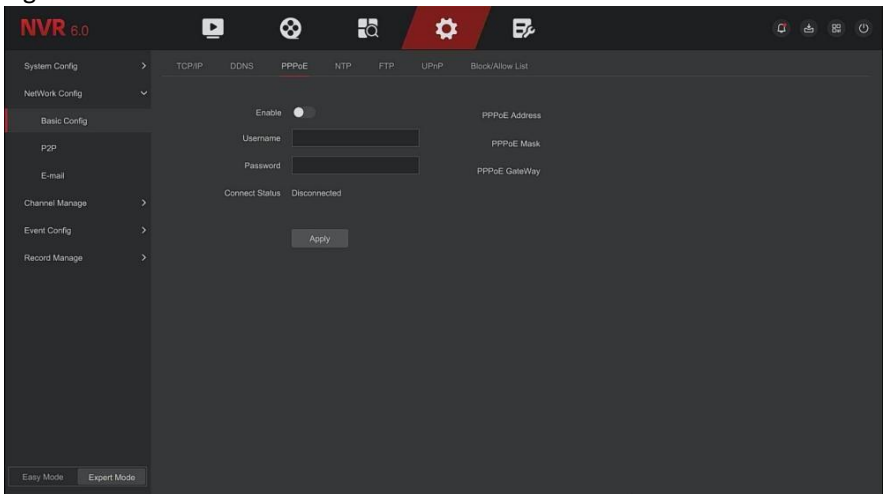 NVR 6.0
System Config
TCP/IP DDNS PPPoE NTP FTP UPnP Block/Allow List
NetWork Config
Basic Config
P2P
E-mail
Channel Manage
Event Config
Record Manage
Enable
Username
Password
Connect Status Disconnected
Apply
PPPoE Address
PPPoE Mask
PPPoE GateWay
Easy Mode Expert Mode